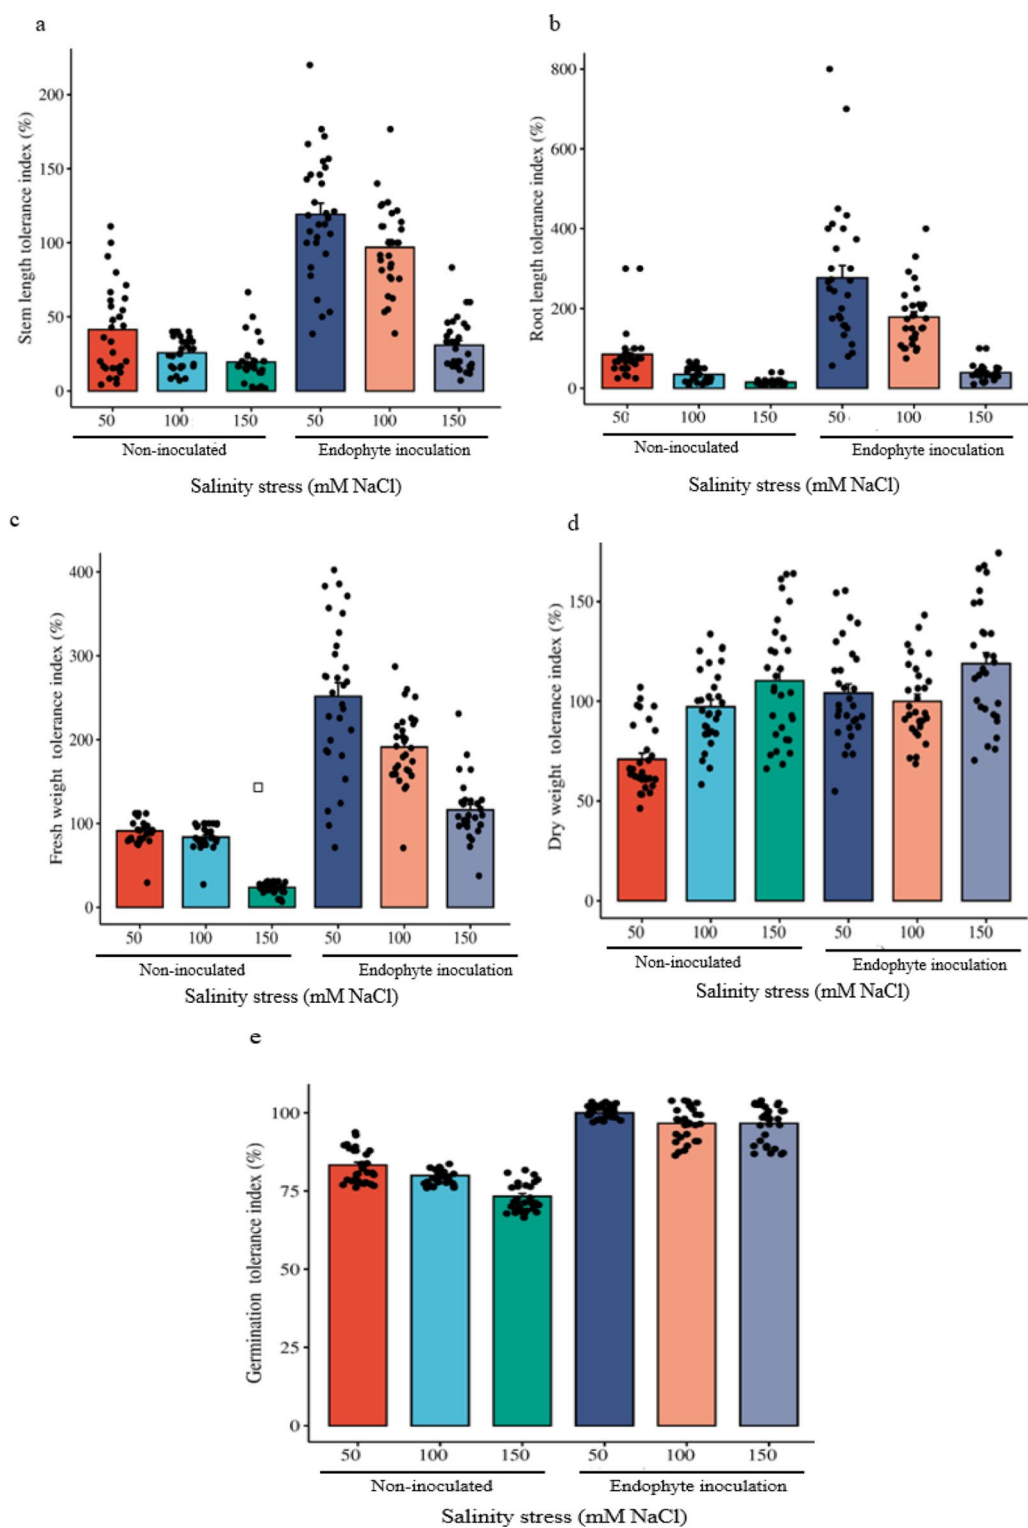 a
Stem length tolerance index (%)
200
150
100
50
0
50 100 150 50 100 150
Non-inoculated Endophyte inoculation
Salinity stress (mM NaCl)
b
Root length tolerance index (%)
800
600
400
200
0
50 100 150 50 100 150
Non-inoculated Endophyte inoculation
Salinity stress (mM NaCl)
c
Fresh weight tolerance index (%)
400
300
200
100
0
50 100 150 50 100 150
Non-inoculated Endophyte inoculation
Salinity stress (mM NaCl)
d
Dry weight tolerance index (%)
150
100
50
0
50 100 150 50 100 150
Non-inoculated Endophyte inoculation
Salinity stress (mM NaCl)
e
Germination tolerance index (%)
100
75
50
25
0
50 100 150 50 100 150
Non-inoculated Endophyte inoculation
Salinity stress (mM NaCl)